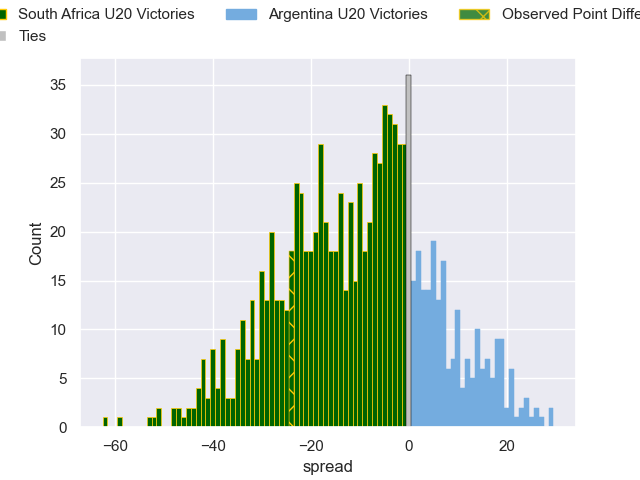 South Africa U20 Victories
Argentina U20 Victories
Observed Point Diffe
Ties
35
30
25
20
15
10
5
0
Count
−60
−40
−20
0
20
spread